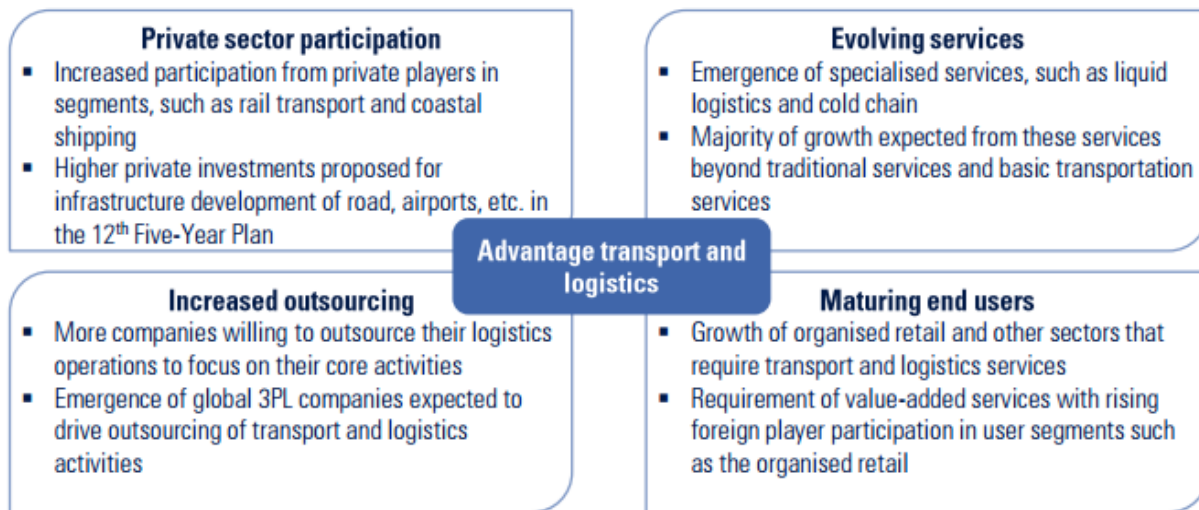 Private sector participation
▪ Increased participation from private players in
segments, such as rail transport and coastal
shipping
▪ Higher private investments proposed for
infrastructure development of road, airports, etc. in
the 12th Five-Year Plan
Evolving services
▪ Emergence of specialised services, such as liquid
logistics and cold chain
▪ Majority of growth expected from these services
beyond traditional services and basic transportation
services
Advantage transport and
logistics
Increased outsourcing
▪ More companies willing to outsource their logistics
operations to focus on their core activities
▪ Emergence of global 3PL companies expected to
drive outsourcing of transport and logistics
activities
Maturing end users
▪ Growth of organised retail and other sectors that
require transport and logistics services
▪ Requirement of value-added services with rising
foreign player participation in user segments such
as the organised retail